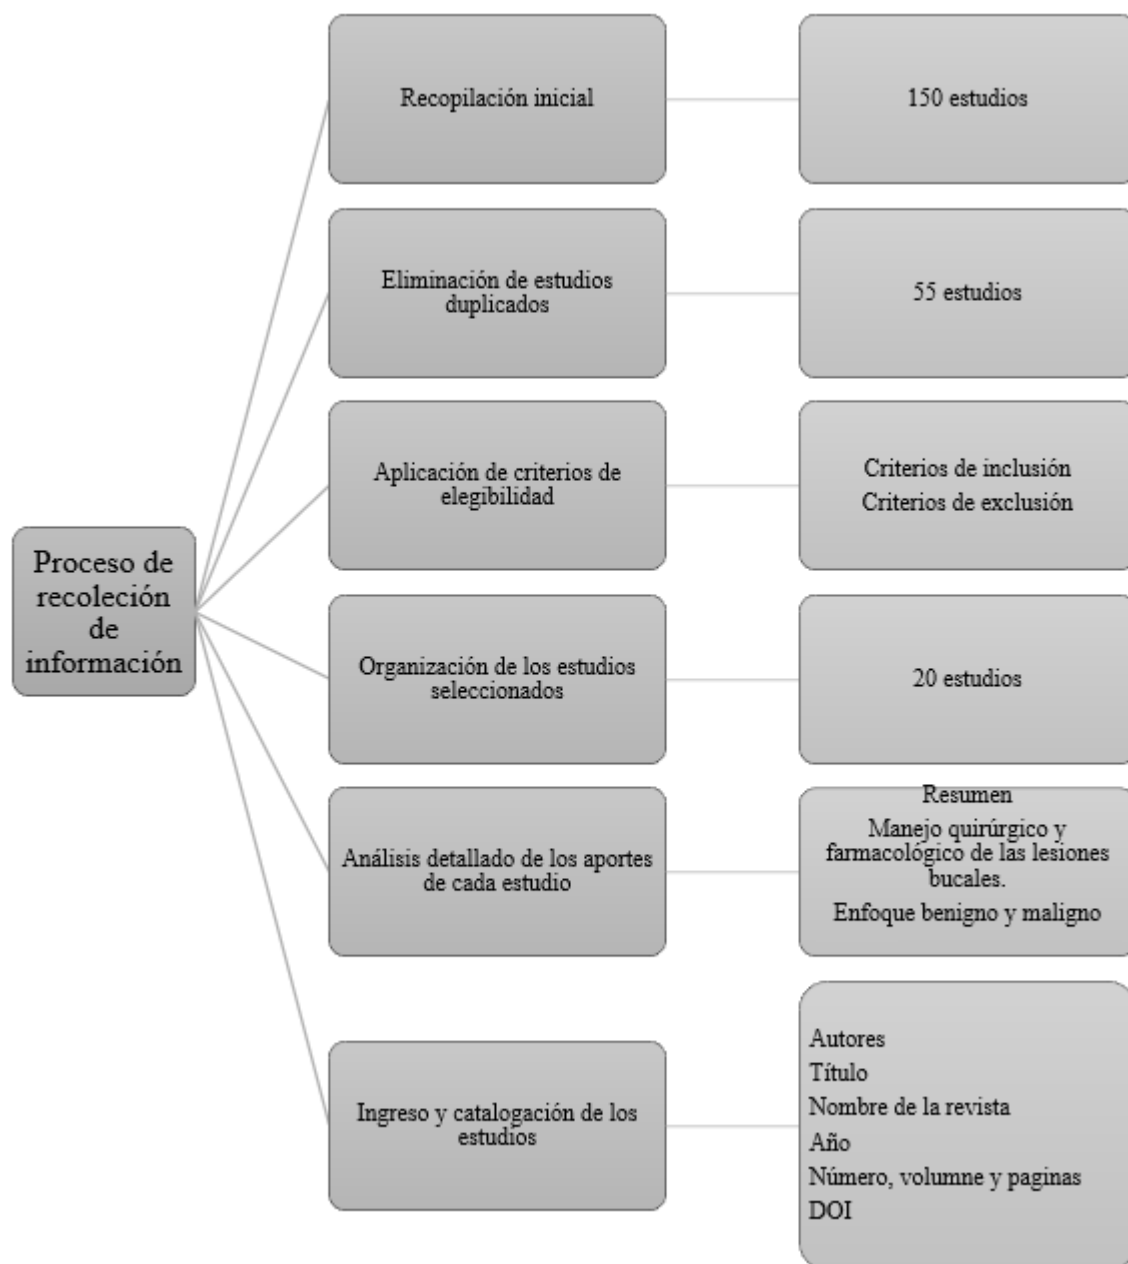 Recopilación inicial
150 estudios
Eliminación de estudios
duplicados
55 estudios
Aplicación de criterios de
elegibilidad
Criterios de inclusión
Criterios de exclusión
Proceso de
recoleción
de
información
Organización de los estudios
seleccionados
20 estudios
Análisis detallado de los aportes
de cada estudio
Resumen
Manejo quirúrgico y
farmacológico de las lesiones
bucales.
Enfoque benigno y maligno
Ingreso y catalogación de los
estudios
Autores
Título
Nombre de la revista
Año
Número, volumne y paginas
DOI